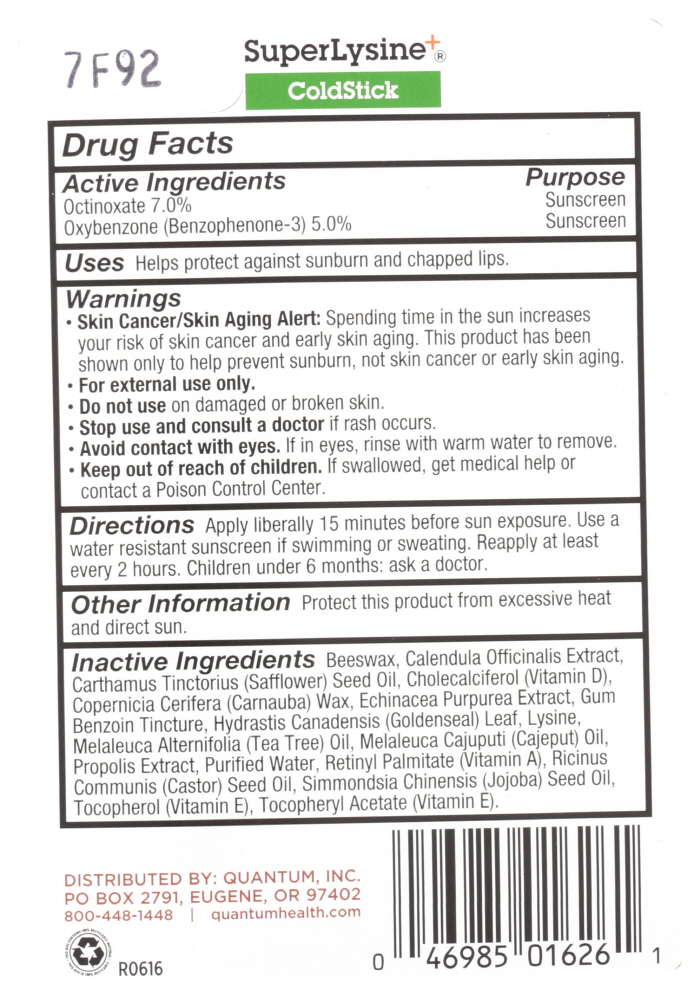 7F92
SuperLysine+®
ColdStick
Drug Facts
Active Ingredients Purpose
Octinoxate 7.0% Sunscreen
Oxybenzone (Benzophenone-3) 5.0% Sunscreen
Uses Helps protect against sunburn and chapped lips.
Warnings
• Skin Cancer/Skin Aging Alert: Spending time in the sun increases
your risk of skin cancer and early skin aging. This product has been
shown only to help prevent sunburn, not skin cancer or early skin aging.
• For external use only.
• Do not use on damaged or broken skin.
• Stop use and consult a doctor if rash occurs.
• Avoid contact with eyes. If in eyes, rinse with warm water to remove.
• Keep out of reach of children. If swallowed, get medical help or
contact a Poison Control Center.
Directions Apply liberally 15 minutes before sun exposure. Use a
water resistant sunscreen if swimming or sweating. Reapply at least
every 2 hours. Children under 6 months: ask a doctor.
Other Information Protect this product from excessive heat
and direct sun.
Inactive Ingredients Beeswax, Calendula Officinalis Extract,
Carthamus Tinctorius (Safflower) Seed Oil, Cholecalciferol (Vitamin D),
Copernicia Cerifera (Carnauba) Wax, Echinacea Purpurea Extract, Gum
Benzoin Tincture, Hydrastis Canadensis (Goldenseal) Leaf, Lysine,
Melaleuca Alternifolia (Tea Tree) Oil, Melaleuca Cajuputi (Cajeput) Oil,
Propolis Extract, Purified Water, Retinyl Palmitate (Vitamin A), Ricinus
Communis (Castor) Seed Oil, Simmondsia Chinensis (Jojoba) Seed Oil,
Tocopherol (Vitamin E), Tocopheryl Acetate (Vitamin E).
DISTRIBUTED BY: QUANTUM, INC.
PO BOX 2791, EUGENE, OR 97402
800-448-1448 | quantumhealth.com
R0616
0 46985 01626 1